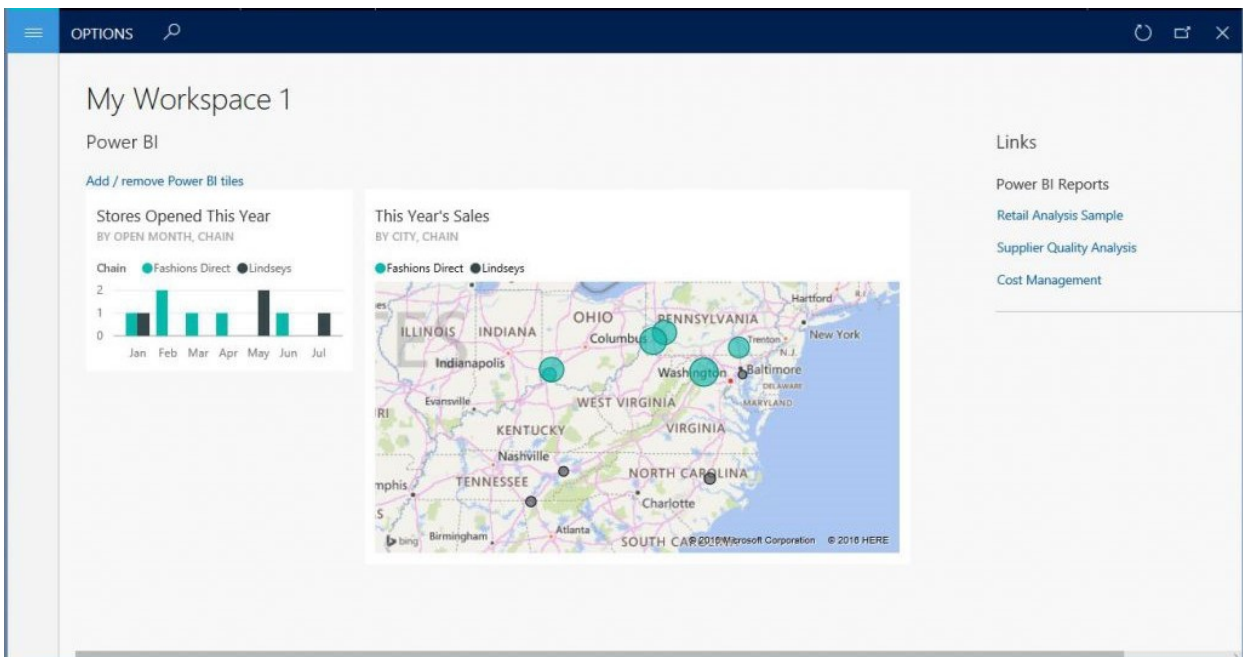 OPTIONS
My Workspace 1
Power BI
Add / remove Power BI tiles
Stores Opened This Year
BY OPEN MONTH, CHAIN
Chain Fashions Direct Lindseys
2
1
0
Jan Feb Mar Apr May Jun Jul
This Year's Sales
BY CITY, CHAIN
Fashions Direct Lindseys
Hartford
OHIO
PENNSYLVANIA
ILLINOIS INDIANA
Columbus
Trenton
New York
N.J.
Indianapolis
Washington
Baltimore
DELAWARE
Evansville
WEST VIRGINIA
MARYLAND
RI
KENTUCKY
VIRGINIA
Nashville
NORTH CAROLINA
mphis
TENNESSEE
Charlotte
S
Atlanta
bing
Birmingham
© 2016 Microsoft Corporation © 2016 HERE
Links
Power BI Reports
Retail Analysis Sample
Supplier Quality Analysis
Cost Management